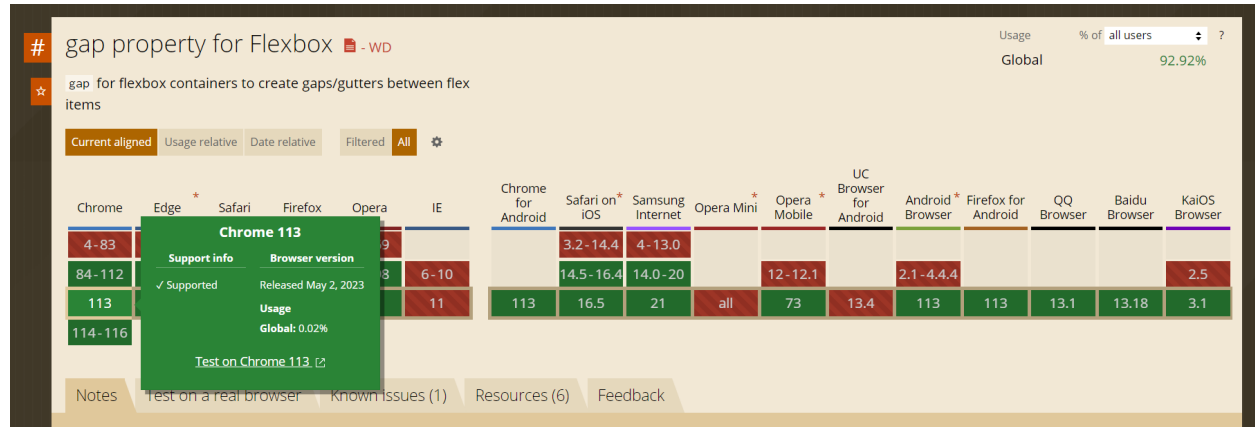 #
gap property for Flexbox - WD
Usage % of all users ?
Global 92.92%
gap for flexbox containers to create gaps/gutters between flex
items
Current aligned Usage relative Date relative Filtered All
Chrome Edge * Safari Firefox Opera IE
Chrome for Android
Safari on * iOS
Samsung Internet
Opera Mini *
Opera * Mobile
UC Browser for Android
Android * Browser
Firefox for Android
QQ Browser
Baidu Browser
KaiOS Browser
4-83 3.2-14.4 4-13.0
84-112 6-10 14.5-16.4 14.0-20 12-12.1 2.1-4.4.4 2.5
113 11 113 16.5 21 all 73 13.4 113 113 13.1 13.18 3.1
114-116
Chrome 113
Support info Browser version
✓ Supported Released May 2, 2023
Usage
Global: 0.02%
Test on Chrome 113
Notes Test on a real browser Known issues (1) Resources (6) Feedback